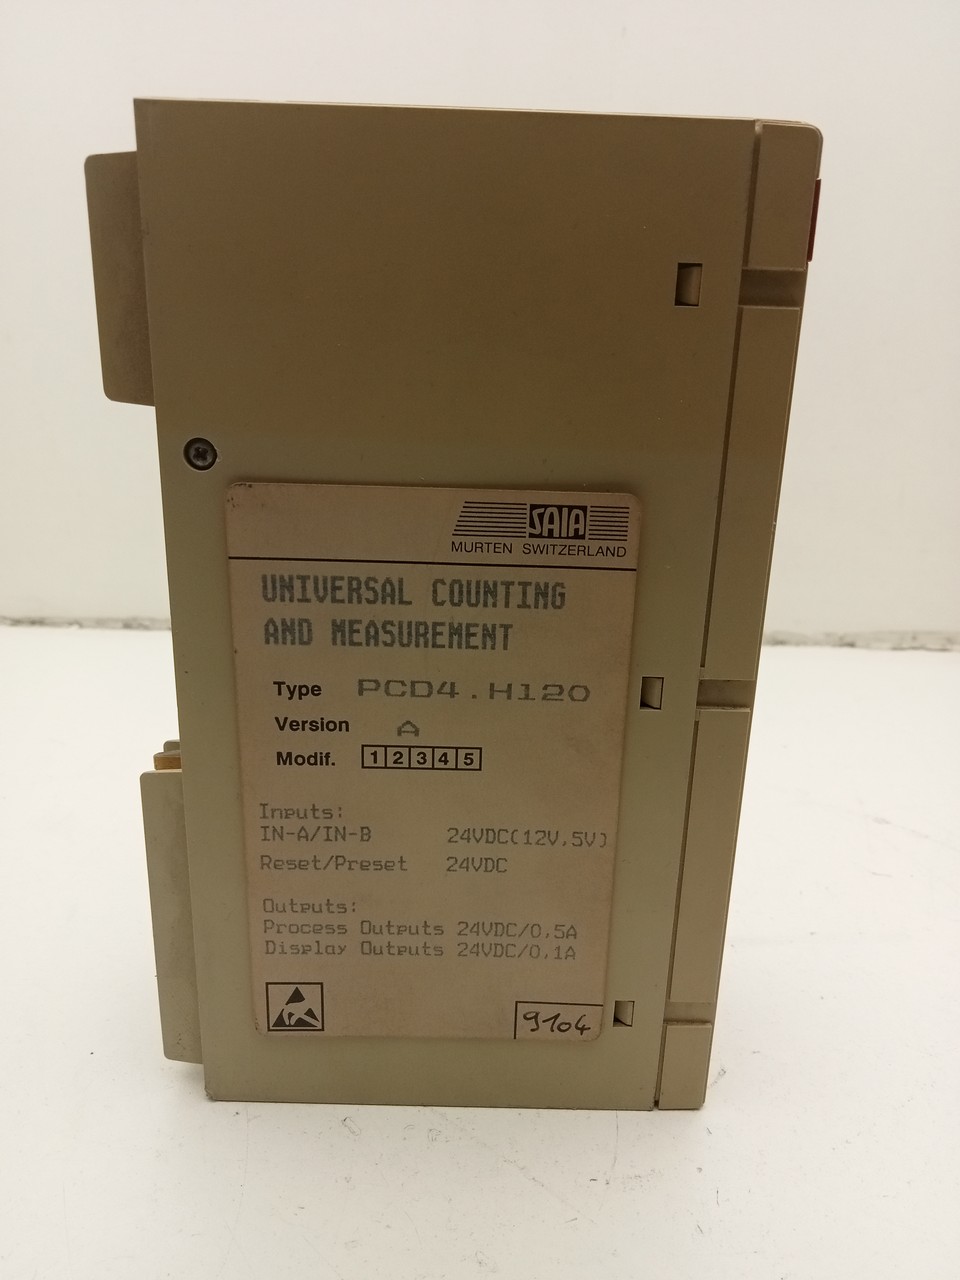 SAIA
MURTEN SWITZERLAND
UNIVERSAL COUNTING
AND MEASUREMENT
Type PCD4.H120
Version A
Modif. 1 2 3 4 5
Inputs:
IN-A/IN-B 24VDC(12V,5V)
Reset/Preset 24VDC
Outputs:
Process Outputs 24VDC/0,5A
Display Outputs 24VDC/0,1A
9104